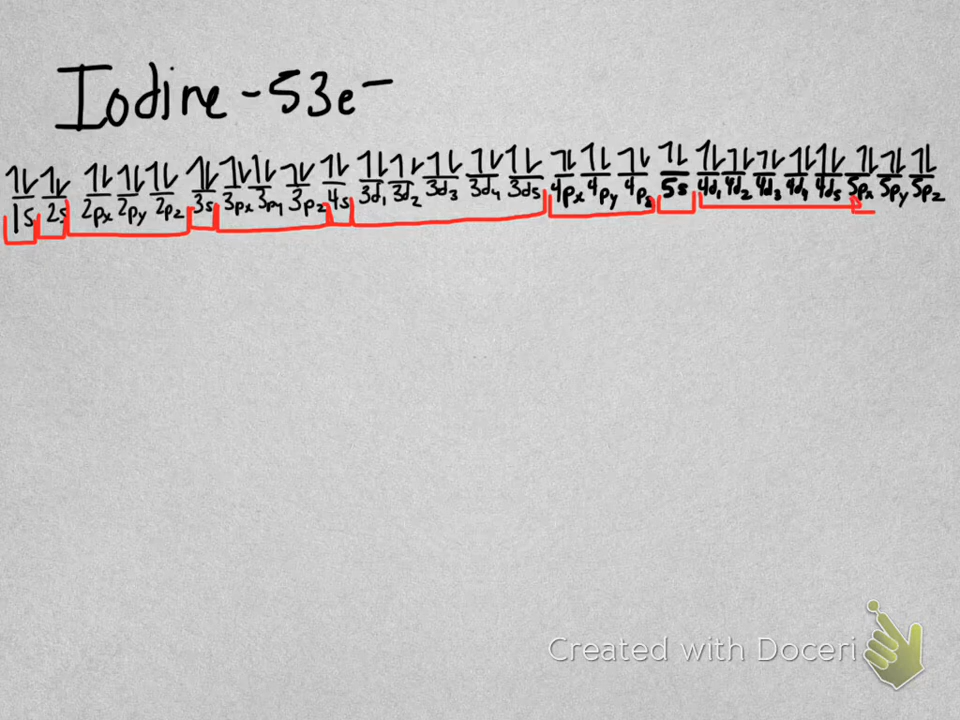 Iodine - 53e⁻
1s 2s 2px 2py 2pz 3s 3px 3py 3pz 4s 3d₁ 3d₂ 3d₃ 3d₄ 3d₅ 4px 4py 4pz 5s 4d₁ 4d₂ 4d₃ 4d₄ 4d₅ 5px 5py 5pz
Created with Doceri